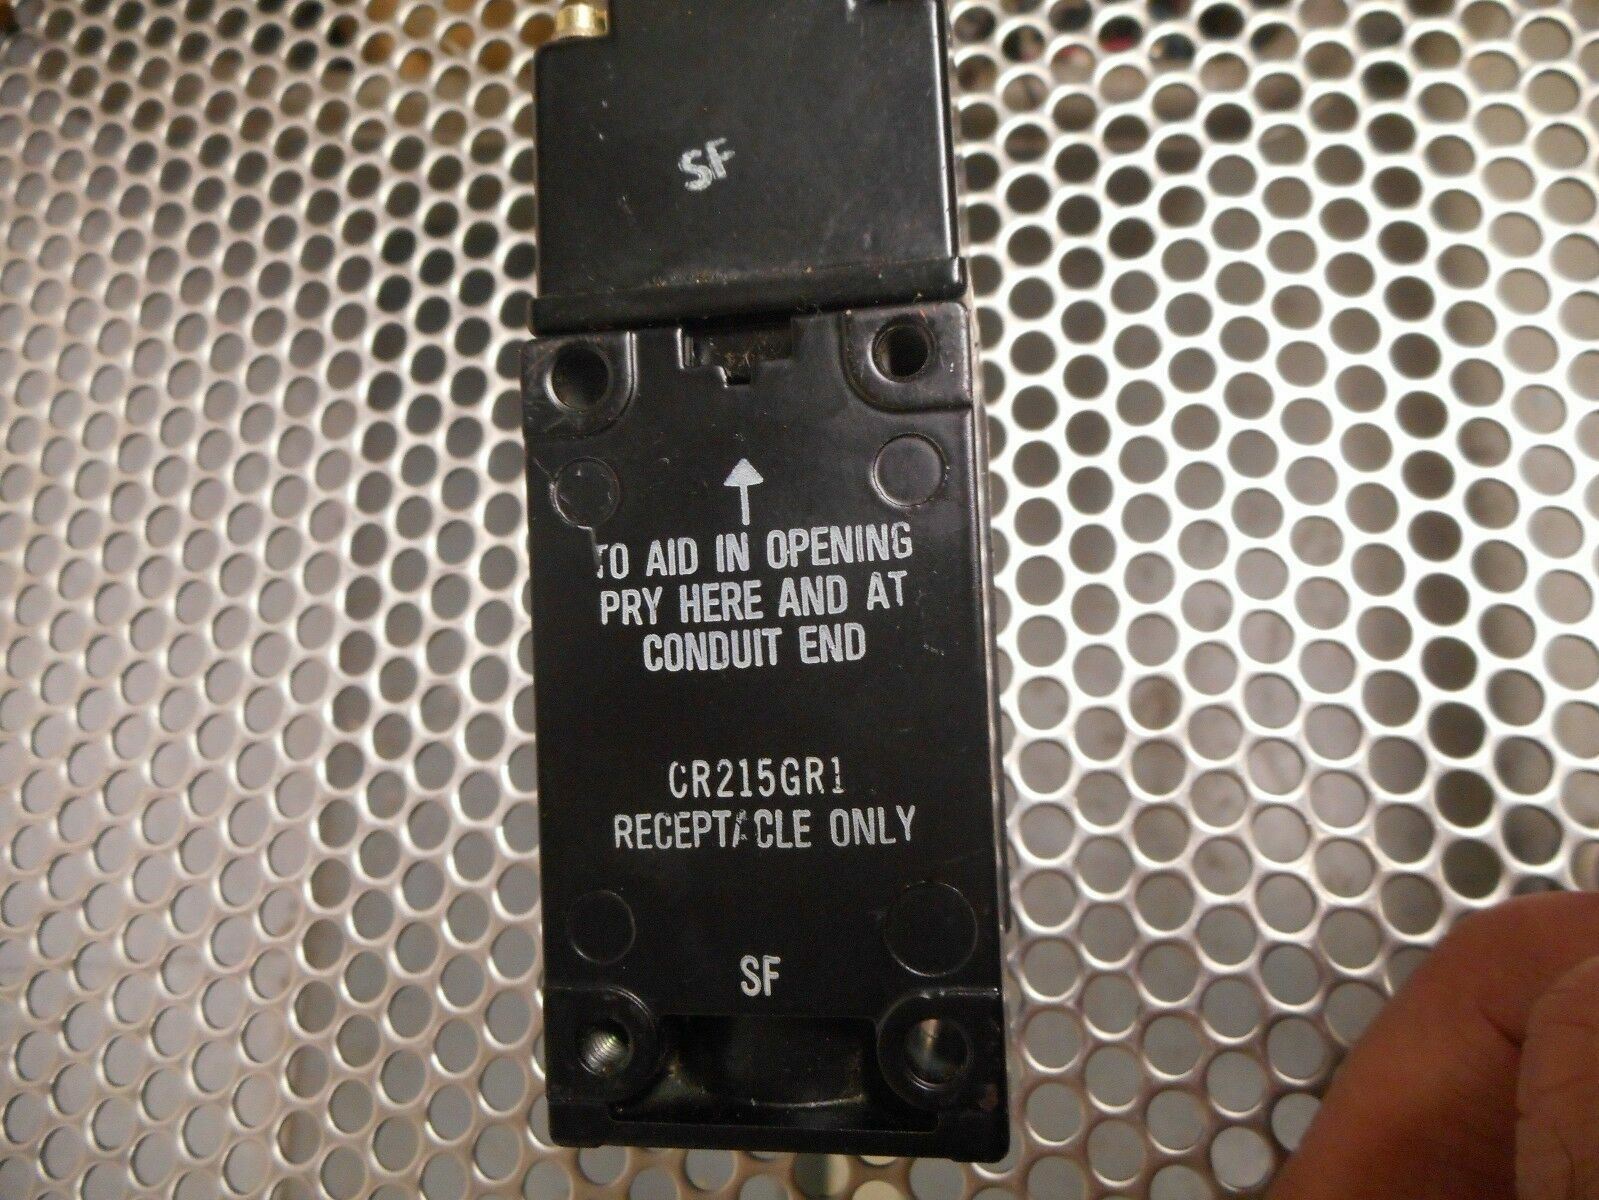 SF
TO AID IN OPENING
PRY HERE AND AT
CONDUIT END
CR215GR1
RECEPTACLE ONLY
SF